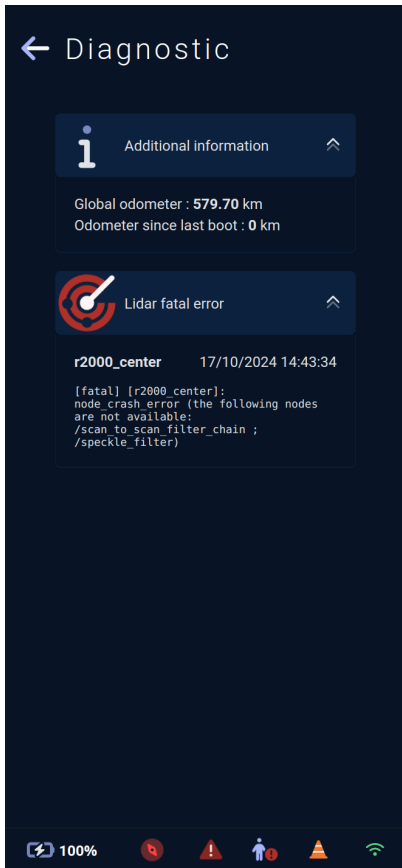 Diagnostic
Additional information
Global odometer : 579.70 km
Odometer since last boot : 0 km
Lidar fatal error
r2000_center 17/10/2024 14:43:34
[fatal] [r2000_center]:
node_crash_error (the following nodes
are not available:
/scan_to_scan_filter_chain ;
/speckle_filter)
100%